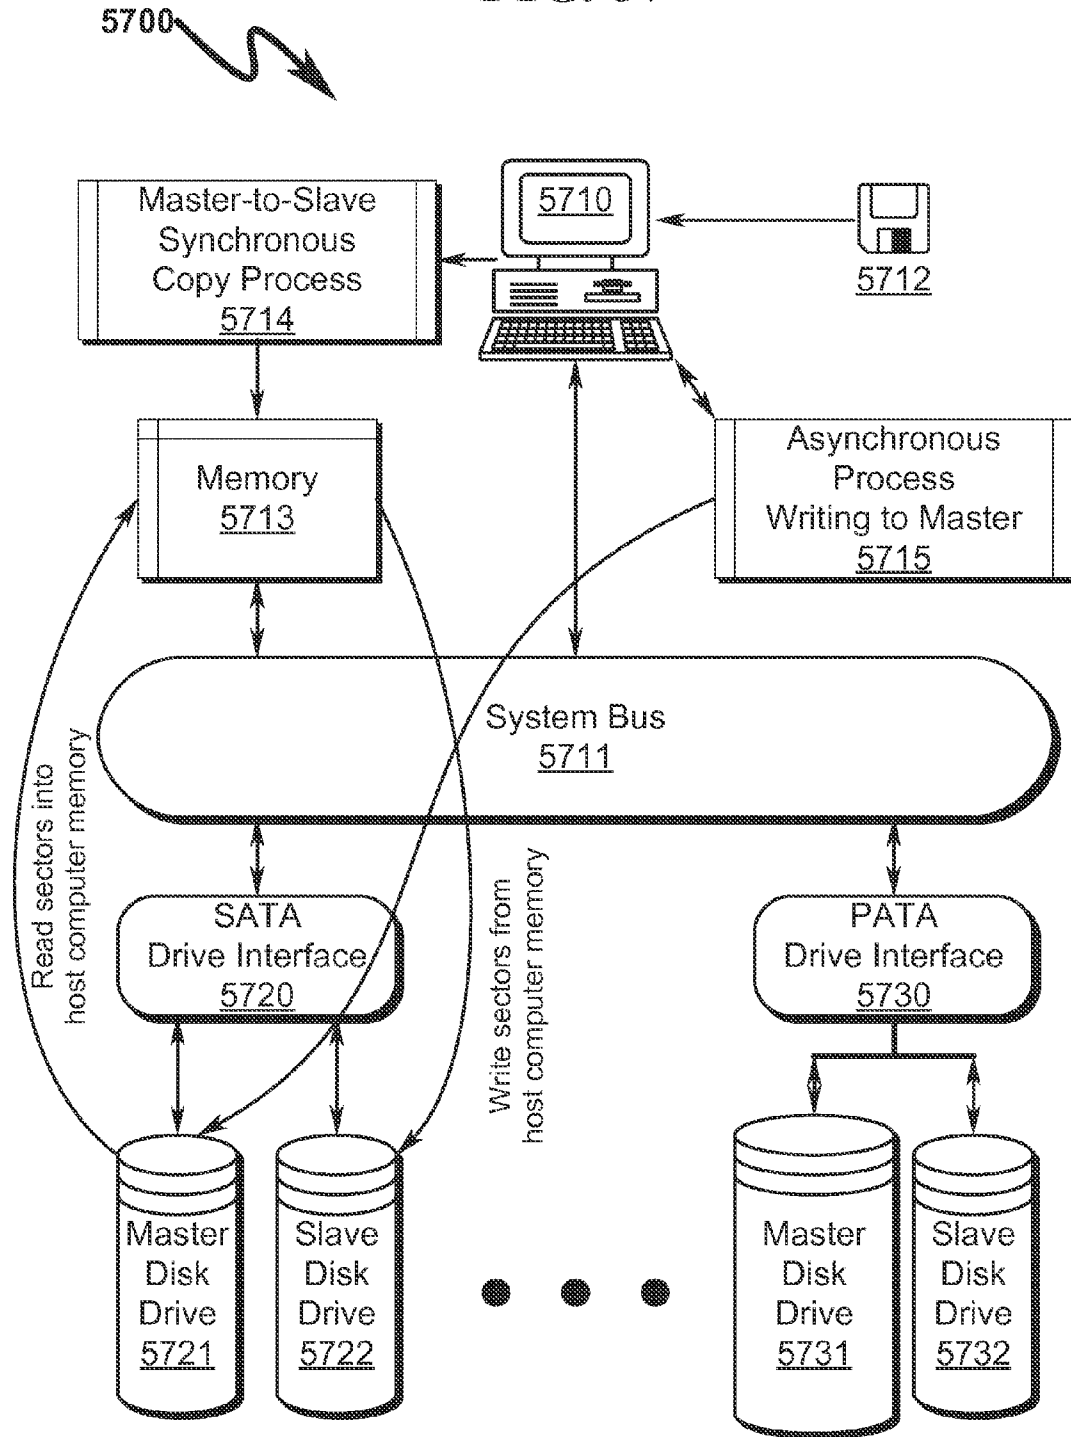 5700
Master-to-Slave
Synchronous
Copy Process
5714
5710
5712
Memory
5713
Asynchronous
Process
Writing to Master
5715
System Bus
5711
Read sectors into
host computer memory
Write sectors from
host computer memory
SATA
Drive Interface
5720
PATA
Drive Interface
5730
Master
Disk
Drive
5721
Slave
Disk
Drive
5722
Master
Disk
Drive
5731
Slave
Disk
Drive
5732